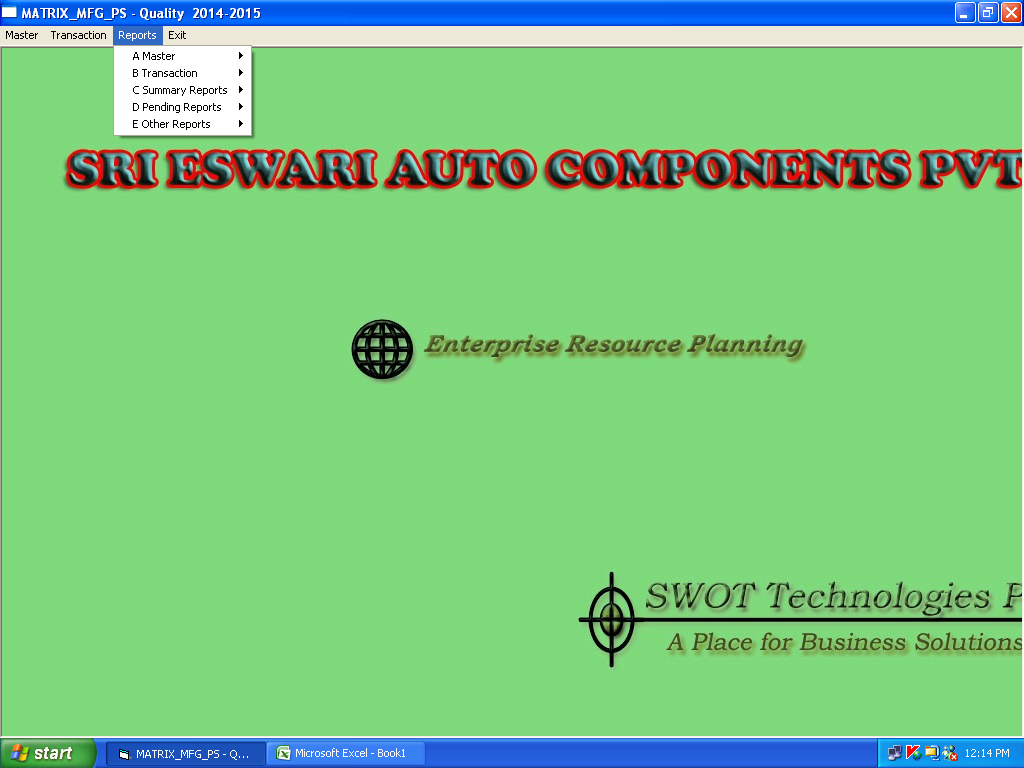 MATRIX_MFG_PS - Quality 2014-2015
Master Transaction Reports Exit
A Master
B Transaction
C Summary Reports
D Pending Reports
E Other Reports
SRI ESWARI AUTO COMPONENTS PVT
Enterprise Resource Planning
SWOT Technologies P
A Place for Business Solutions
start MATRIX_MFG_PS - Q... Microsoft Excel - Book1 12:14 PM